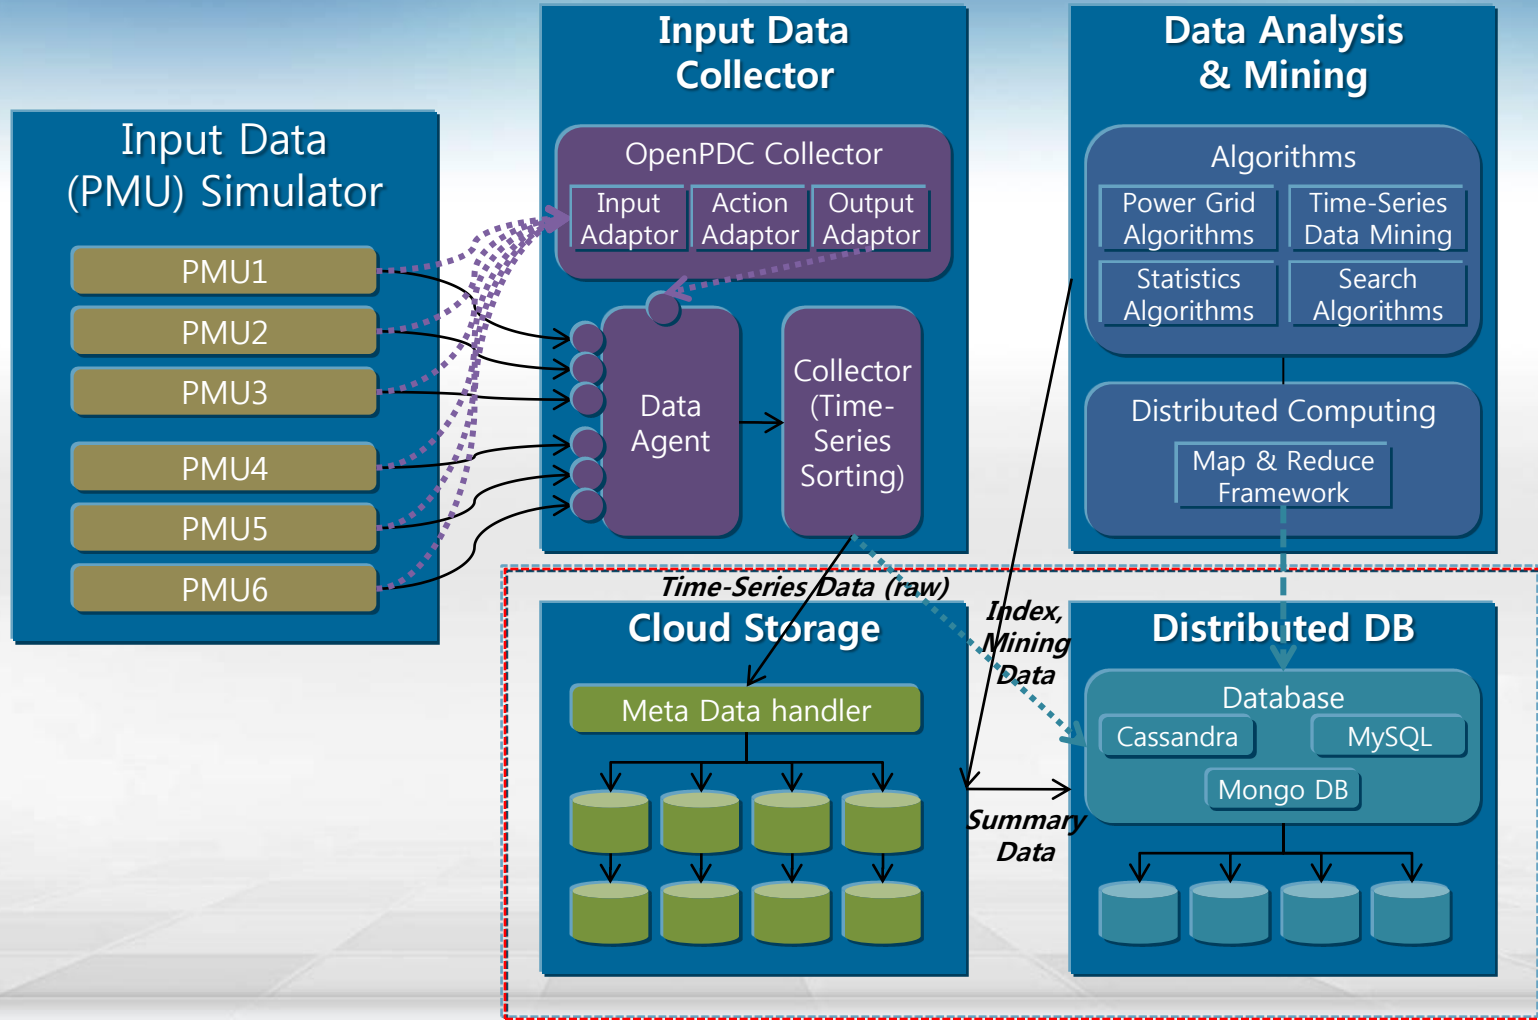 Input Data
(PMU) Simulator
PMU1
PMU2
PMU3
PMU4
PMU5
PMU6
Input Data
Collector
OpenPDC Collector
Input
Adaptor
Action
Adaptor
Output
Adaptor
Data
Agent
Collector
(Time-
Series
Sorting)
Data Analysis
& Mining
Algorithms
Power Grid
Algorithms
Time-Series
Data Mining
Statistics
Algorithms
Search
Algorithms
Distributed Computing
Map & Reduce
Framework
Time-Series Data (raw)
Cloud Storage
Meta Data handler
Index,
Mining
Data
Summary
Data
Distributed DB
Database
Cassandra
MySQL
Mongo DB